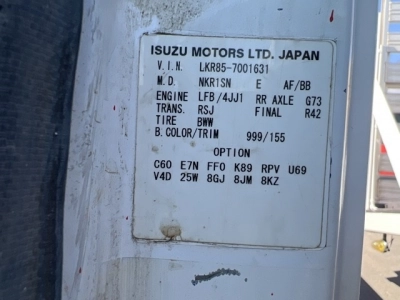 ISUZU MOTORS LTD. JAPAN
V.I.N. LKR85-7001631
M.D. NKR1SN E AF/BB
ENGINE LFB/4JJ1 RR AXLE G73
TRANS. RSJ FINAL R42
TIRE BWW
B.COLOR/TRIM 999/155
OPTION
C60 E7N FF0 K89 RPV U69
V4D 25W 8GJ 8JM 8KZ